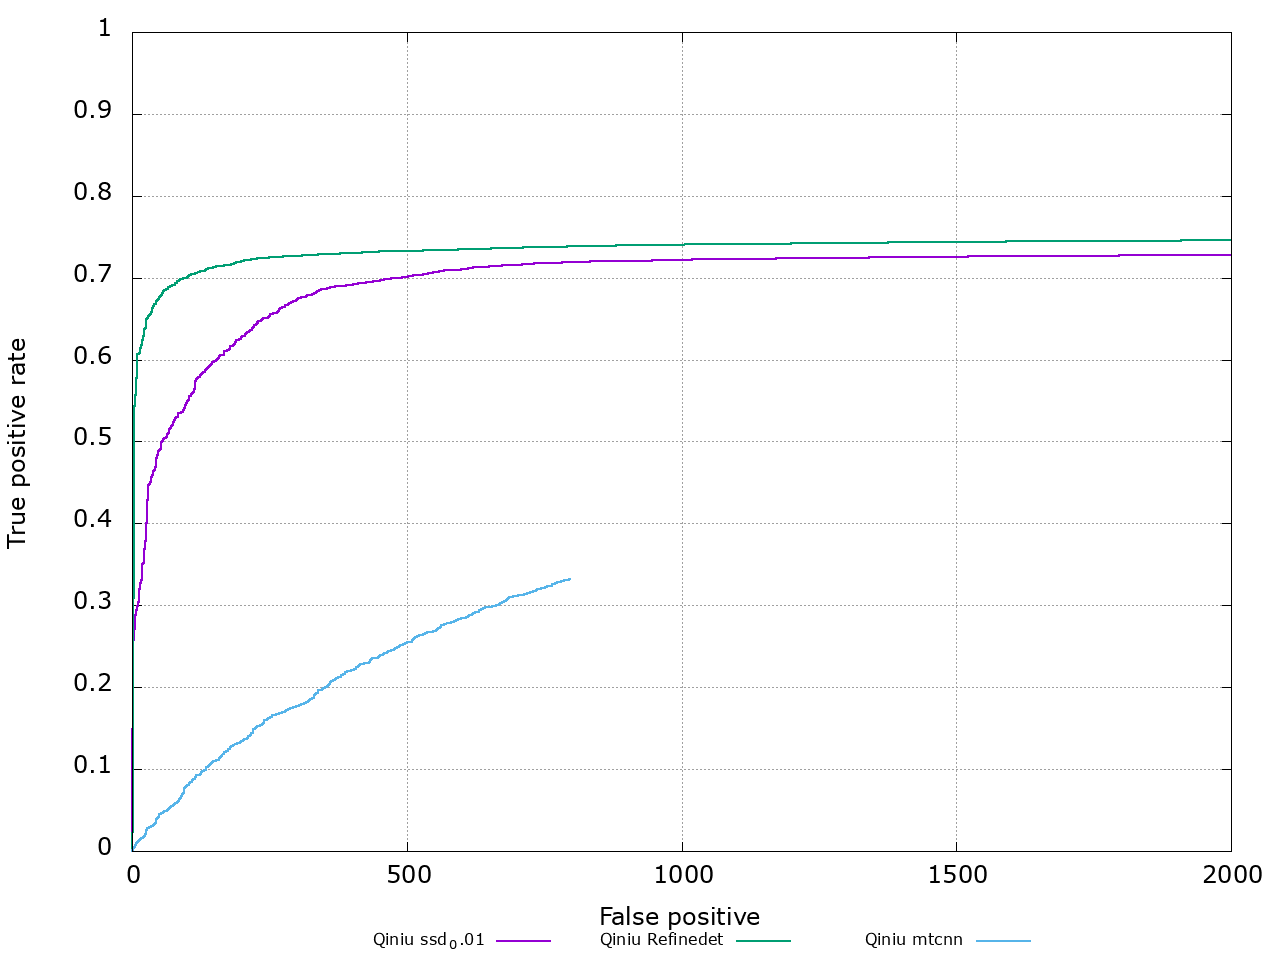 1
0.9
0.8
0.7
0.6
0.5
0.4
0.3
0.2
0.1
0
True positive rate
0 500 1000 1500 2000
False positive
Qiniu ssd₀.01 Qiniu Refinedet Qiniu mtcnn